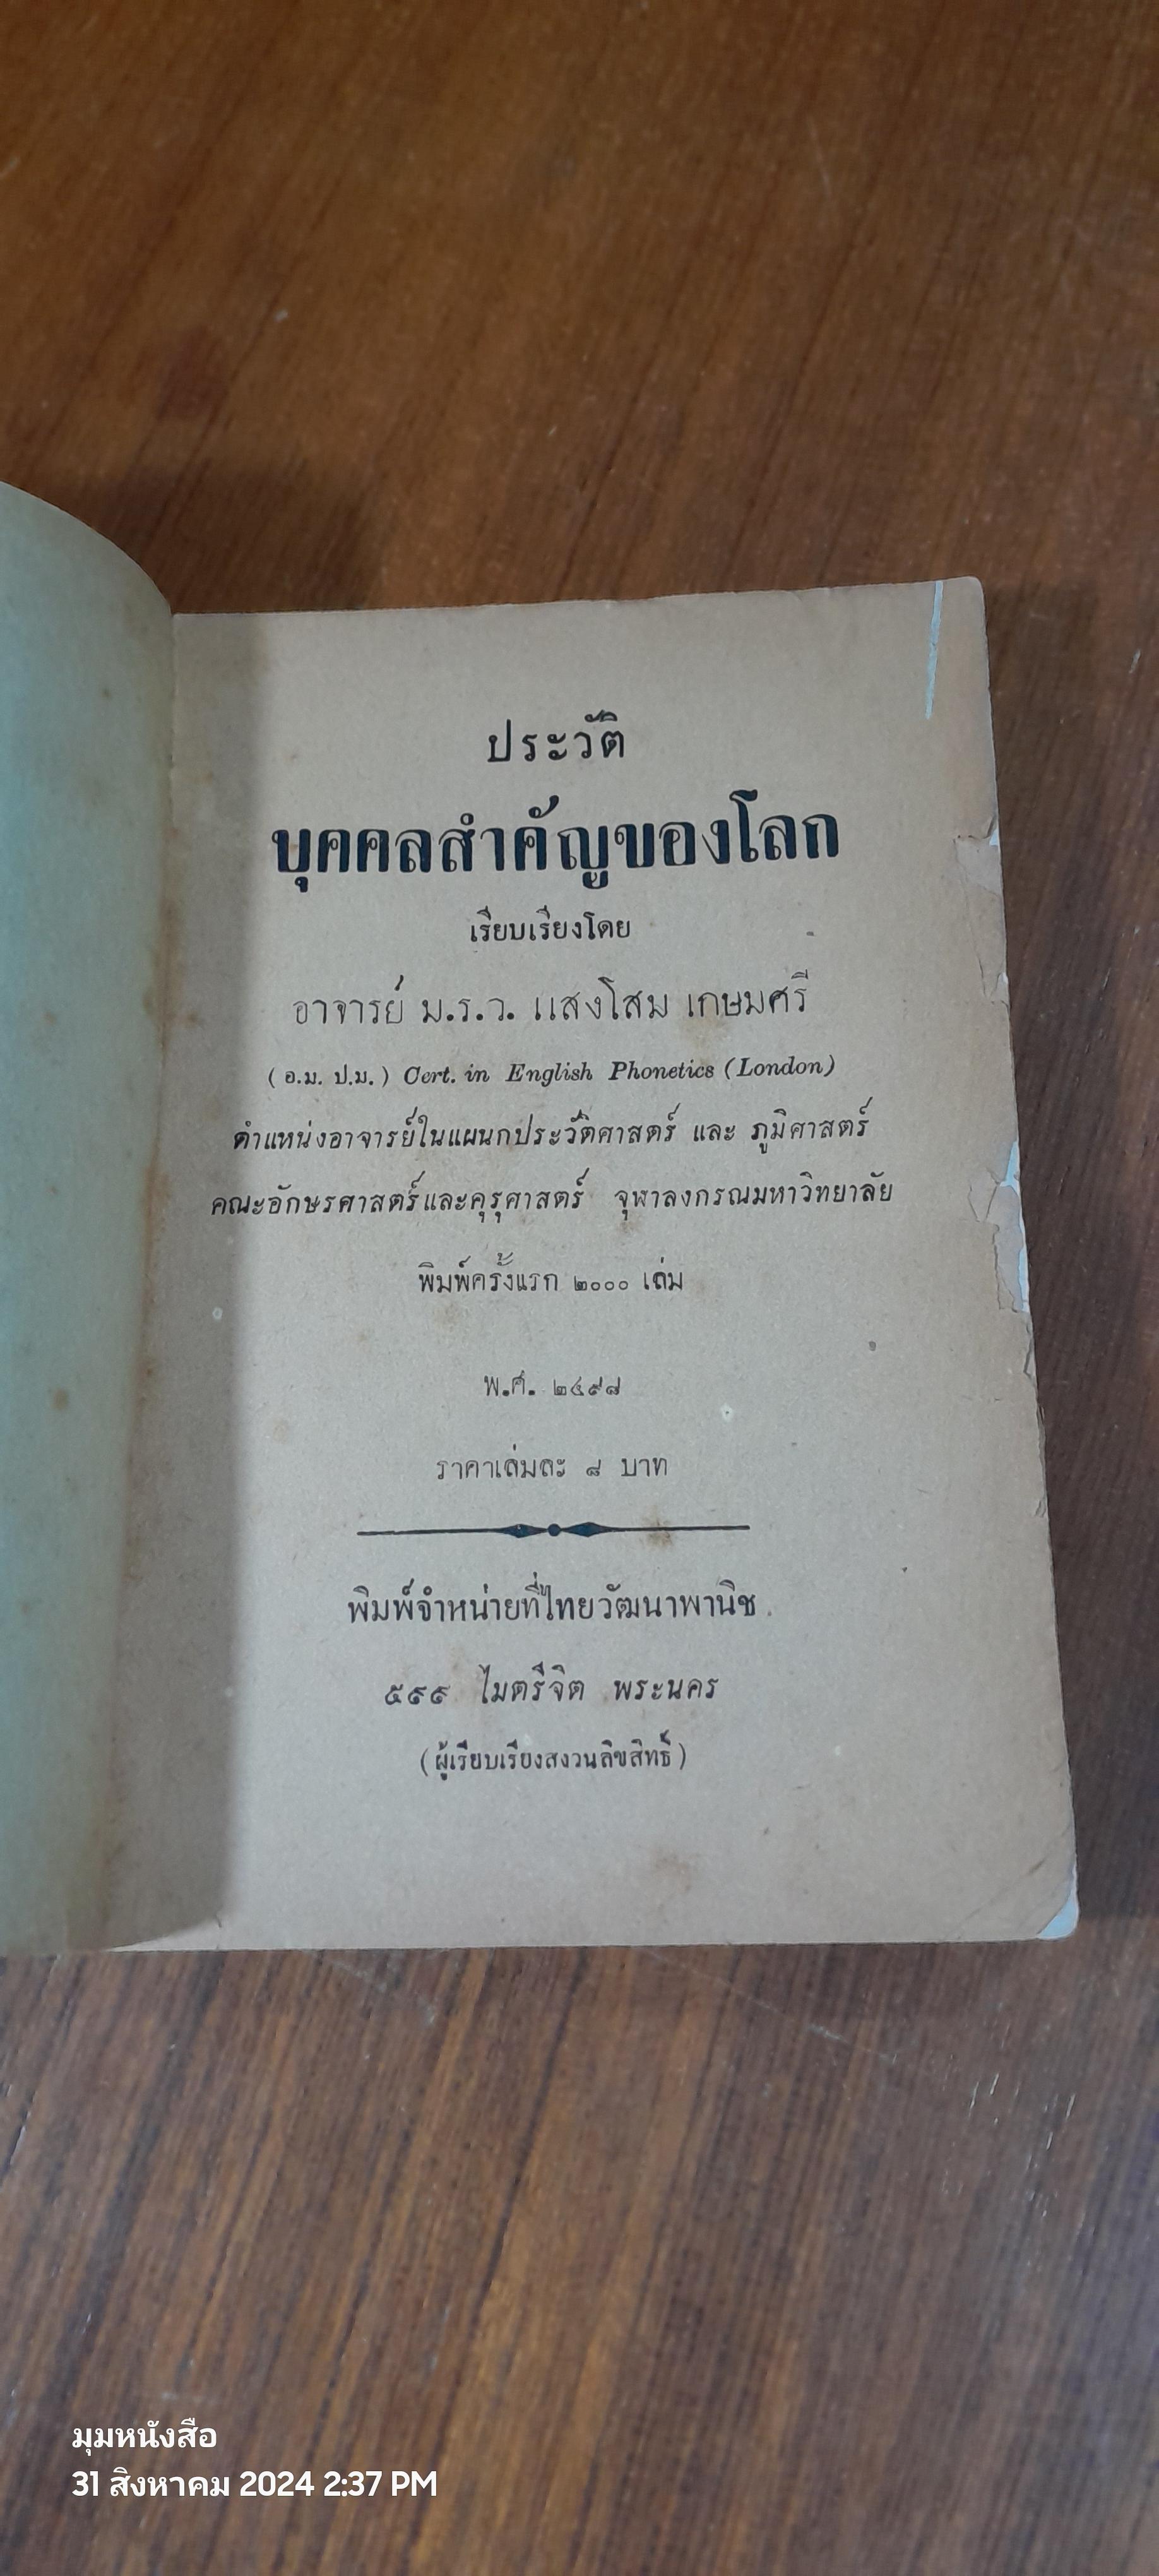 ประวัติ
บุคคลสำคัญของโลก
เรียบเรียงโดย
อาจารย์ ม.ร.ว. แสงโสม เกษมศรี
( อ.ม. ป.ม. ) Cert. in English Phonetics (London)
ตำแหน่งอาจารย์ในแผนกประวัติศาสตร์ และ ภูมิศาสตร์
คณะอักษรศาสตร์และคุรุศาสตร์ จุฬาลงกรณมหาวิทยาลัย
พิมพ์ครั้งแรก ๒๐๐๐ เล่ม
พ.ศ. ๒๔๙๘
ราคาเล่มละ ๘ บาท
พิมพ์จำหน่ายที่ไทยวัฒนาพานิช
๕๙๙ ไมตรีจิต พระนคร
(ผู้เรียบเรียงสงวนลิขสิทธิ์)
มุมหนังสือ
31 สิงหาคม 2024 2:37 PM